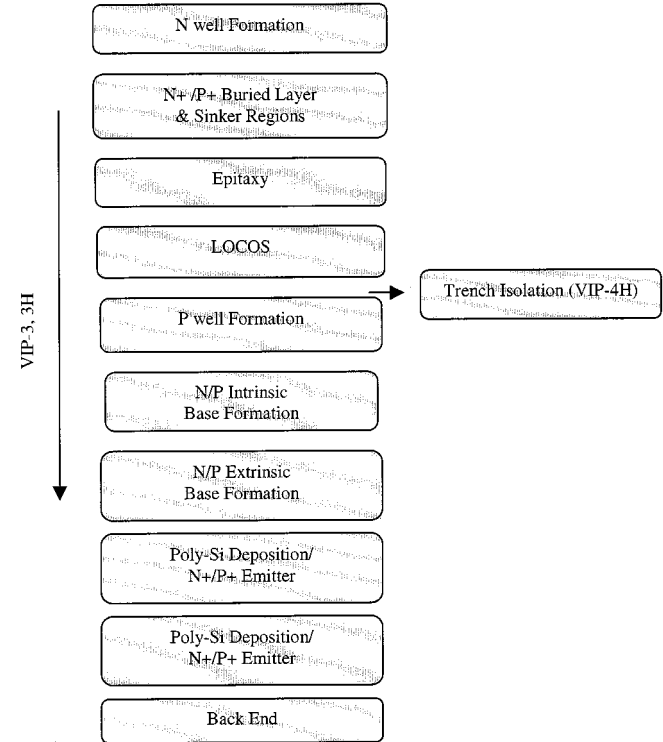 N well Formation
N+ /P+ Buried Layer
& Sinker Regions
Epitaxy
LOCOS
Trench Isolation (VIP-4H)
P well Formation
VIP-3, 3H
N/P Intrinsic
Base Formation
N/P Extrinsic
Base Formation
Poly-Si Deposition/
N+/P+ Emitter
Poly-Si Deposition/
N+/P+ Emitter
Back End